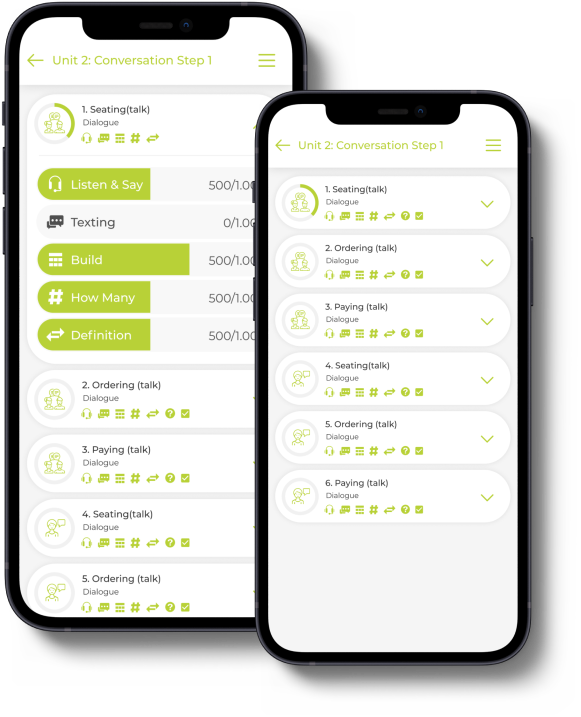 Unit 2: Conversation Step 1
1. Seating(talk)
Dialogue
Listen & Say
500/1.00
Texting
0/1.00
Build
500/1.00
How Many
500/1.00
Definition
500/1.00
2. Ordering (talk)
Dialogue
3. Paying (talk)
Dialogue
4. Seating(talk)
Dialogue
5. Ordering (talk)
Dialogue
Unit 2: Conversation Step 1
1. Seating(talk)
Dialogue
2. Ordering (talk)
Dialogue
3. Paying (talk)
Dialogue
4. Seating(talk)
Dialogue
5. Ordering (talk)
Dialogue
6. Paying (talk)
Dialogue